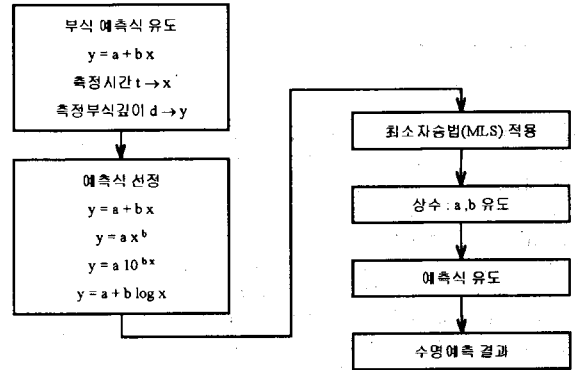 부식 예측식 유도
y = a + b x
측정시간 t → x
측정부식깊이 d → y
예측식 선정
y = a + b x
y = a x^b
y = a 10^bx
y = a + b log x
최소자승법(MLS) 적용
상수 : a ,b 유도
예측식 유도
수명예측 결과